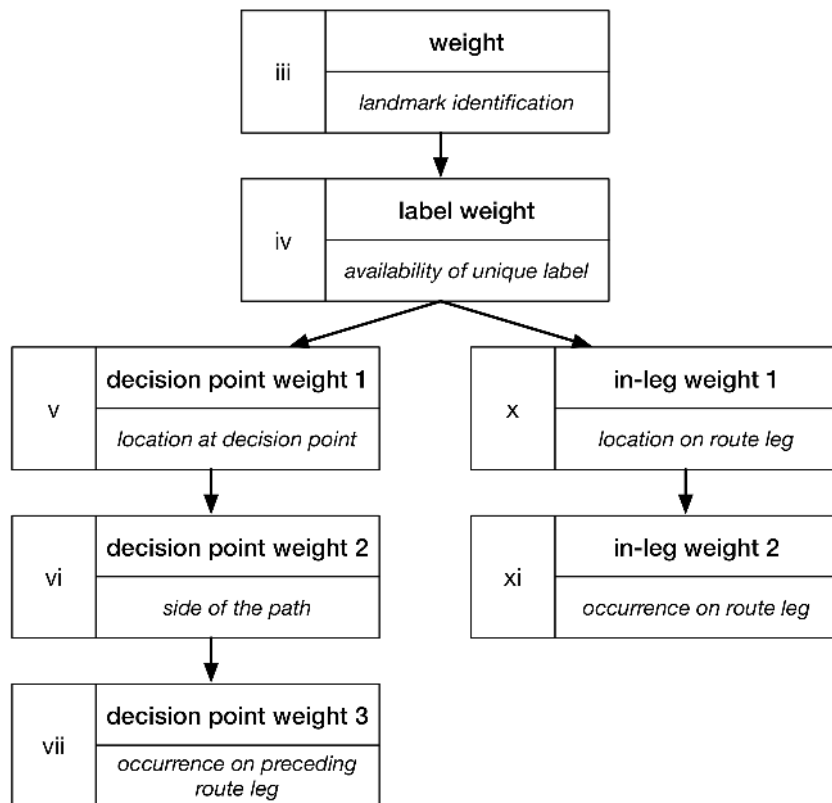 iii
weight
landmark identification
iv
label weight
availability of unique label
v
decision point weight 1
location at decision point
x
in-leg weight 1
location on route leg
vi
decision point weight 2
side of the path
xi
in-leg weight 2
occurrence on route leg
vii
decision point weight 3
occurrence on preceding
route leg